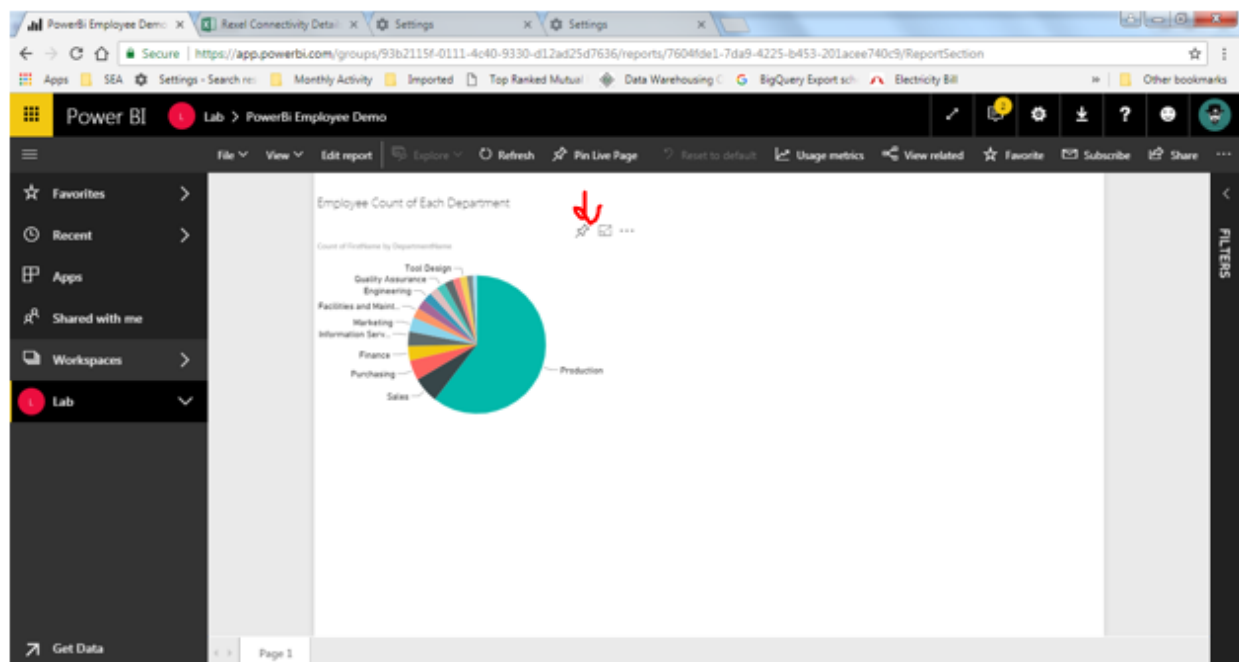 PowerBi Employee Demo
Rexel Connectivity Detail
Settings
Settings
Secure
https://app.powerbi.com/groups/93b2115f-0111-4c40-9330-d12ad25d7636/reports/7604fde1-7da9-4225-b453-201acee740c9/ReportSection
Apps SEA Settings - Search res Monthly Activity Imported Top Ranked Mutual Data Warehousing C BigQuery Export sch Electricity Bill » Other bookmarks
Power BI L Lab > PowerBi Employee Demo 2 ?
File View Edit report Explore Refresh Pin Live Page Reset to default Usage metrics View related Favorite Subscribe Share ...
Favorites
Recent
Apps
Shared with me
Workspaces
L Lab
Get Data
Employee Count of Each Department
Count of FirstName by DepartmentName
Tool Design
Quality Assurance
Engineering
Facilities and Maint...
Marketing
Information Serv...
Finance
Purchasing
Sales
Production
FILTERS
Page 1